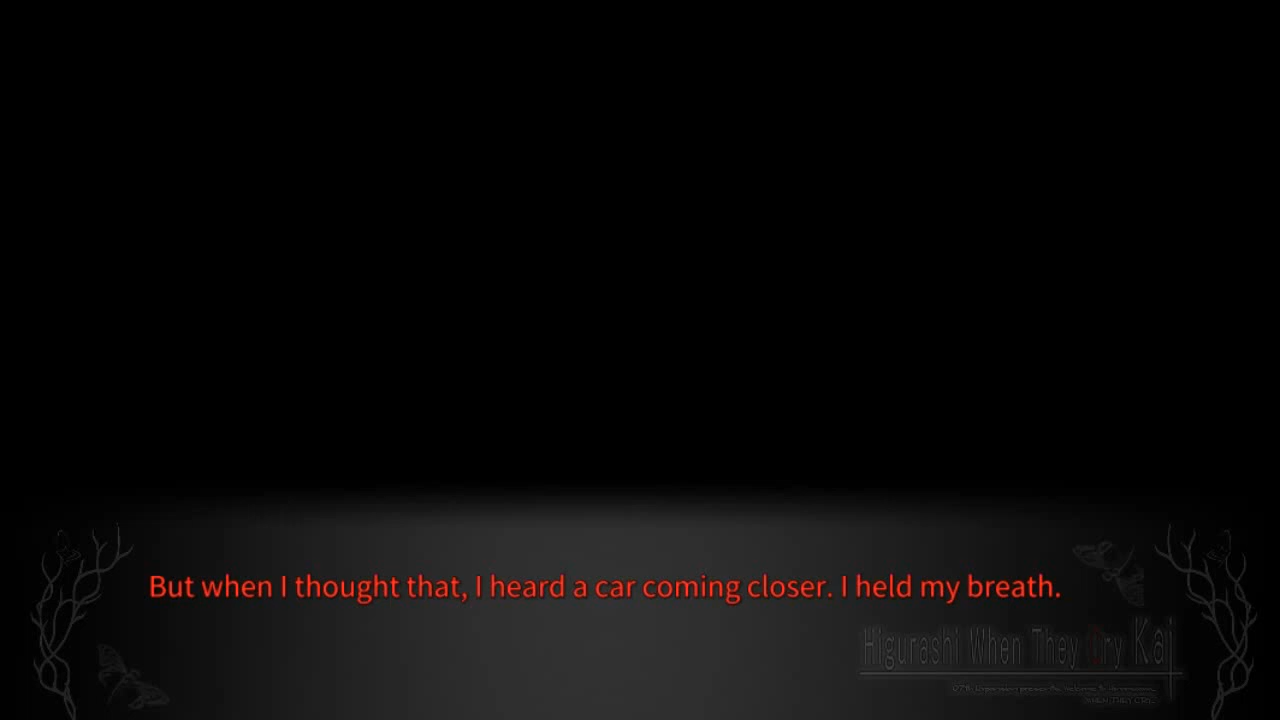 But when I thought that, I heard a car coming closer. I held my breath.
Higurashi When They Cry Kai